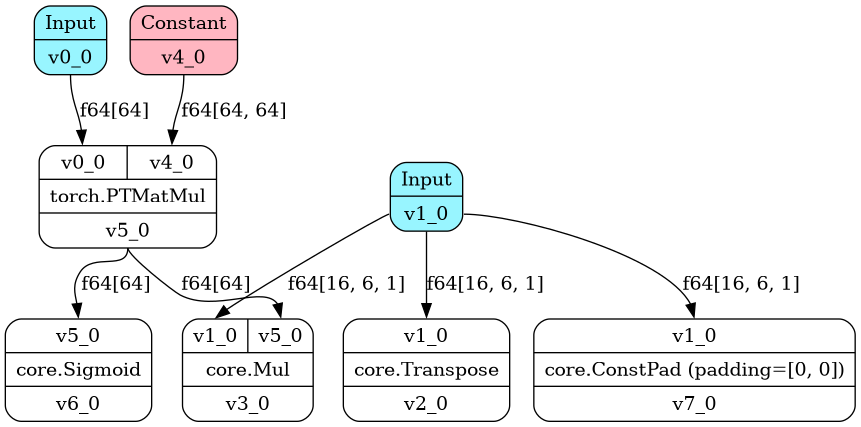 Input
v0_0
Constant
v4_0
f64[64]
f64[64, 64]
v0_0
v4_0
torch.PTMatMul
v5_0
Input
v1_0
f64[64]
f64[64]
f64[16, 6, 1]
f64[16, 6, 1]
f64[16, 6, 1]
v5_0
core.Sigmoid
v6_0
v1_0
v5_0
core.Mul
v3_0
v1_0
core.Transpose
v2_0
v1_0
core.ConstPad (padding=[0, 0])
v7_0